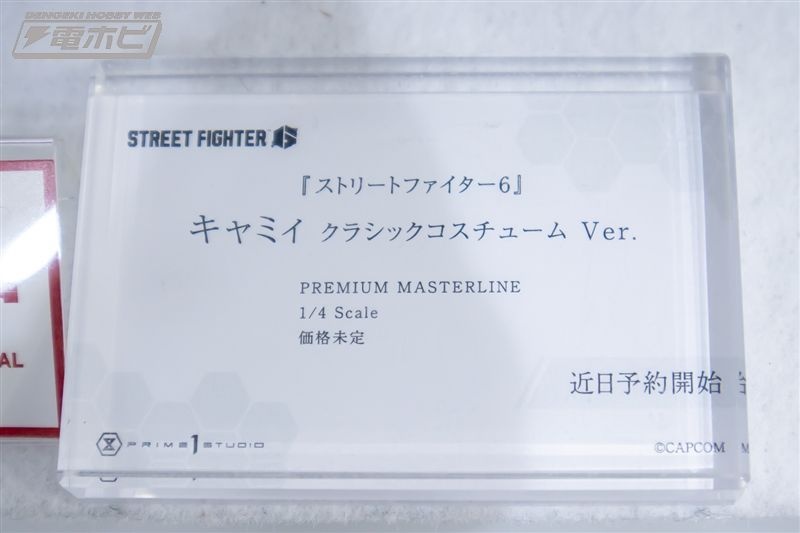 DENGEKI HOBBY WEB
電ホビ
STREET FIGHTER 6
『ストリートファイター6』
キャミィ クラシックコスチューム Ver.
PREMIUM MASTERLINE
1/4 Scale
価格未定
近日予約開始
AL
PRIME 1 STUDIO
©CAPCOM M